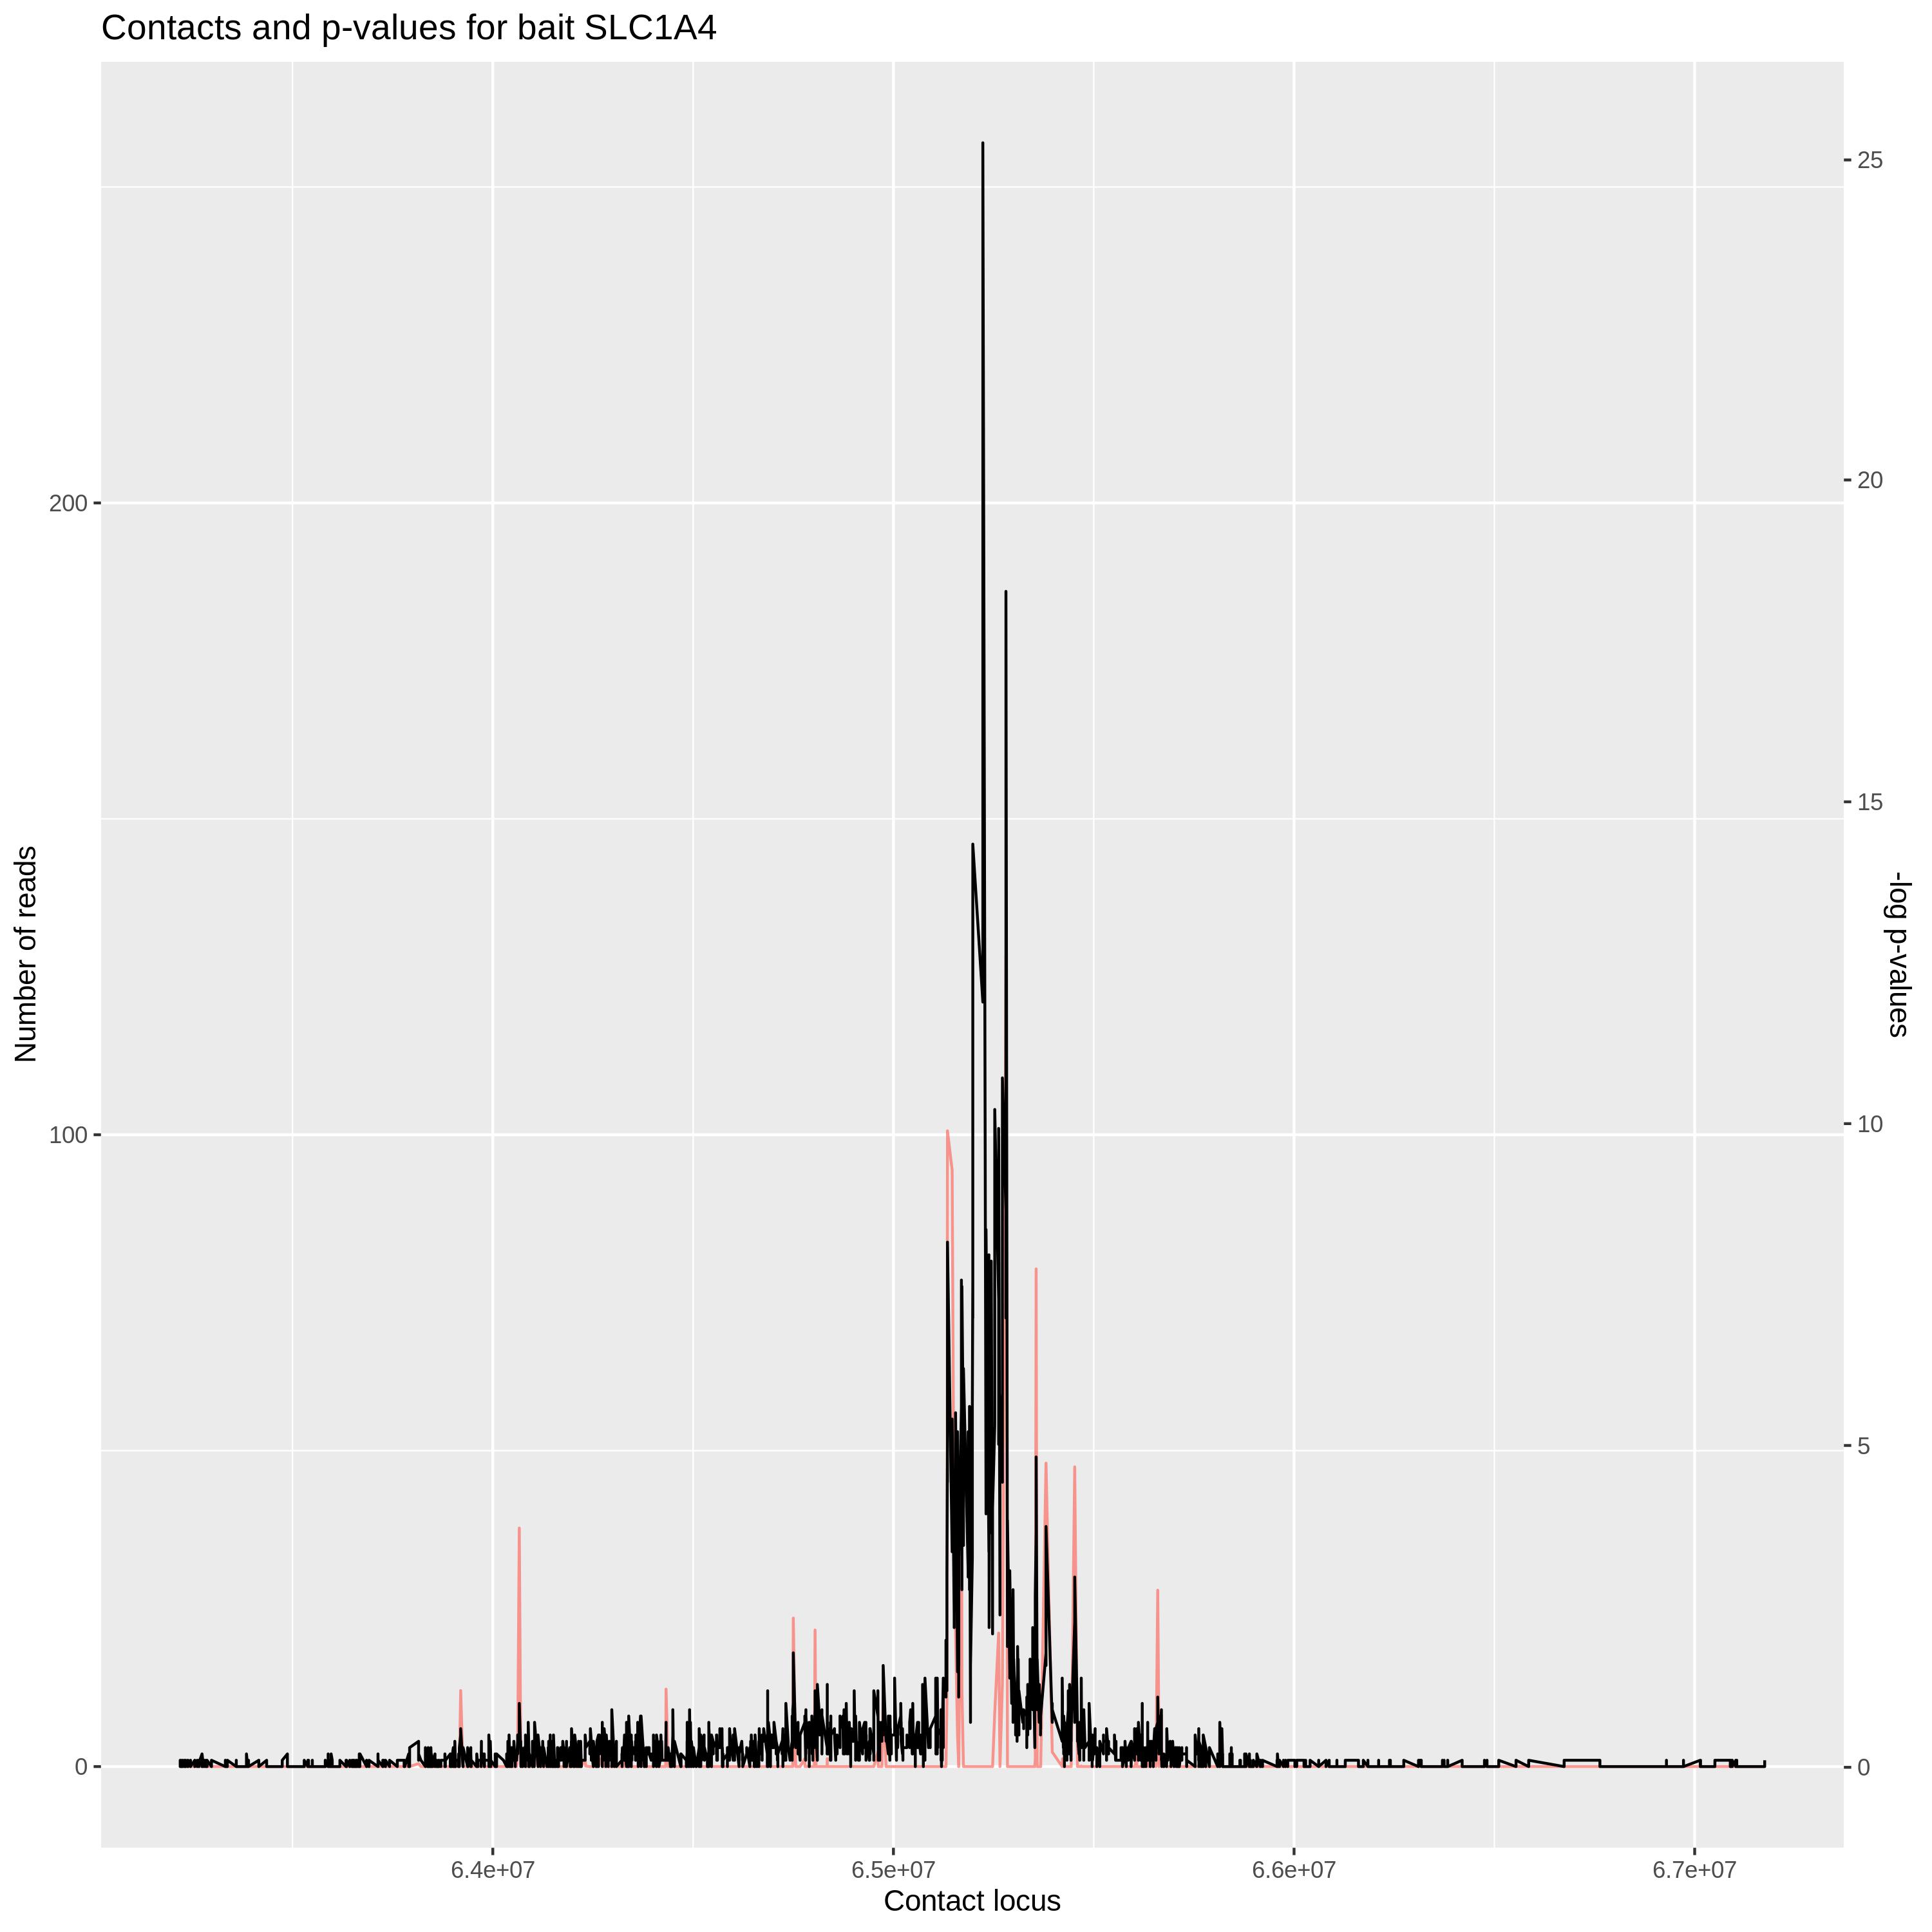 Contacts and p-values for bait SLC1A4
Number of reads
200
100
0
25
20
15
10
5
0
-log p-values
6.4e+07
6.5e+07
6.6e+07
6.7e+07
Contact locus